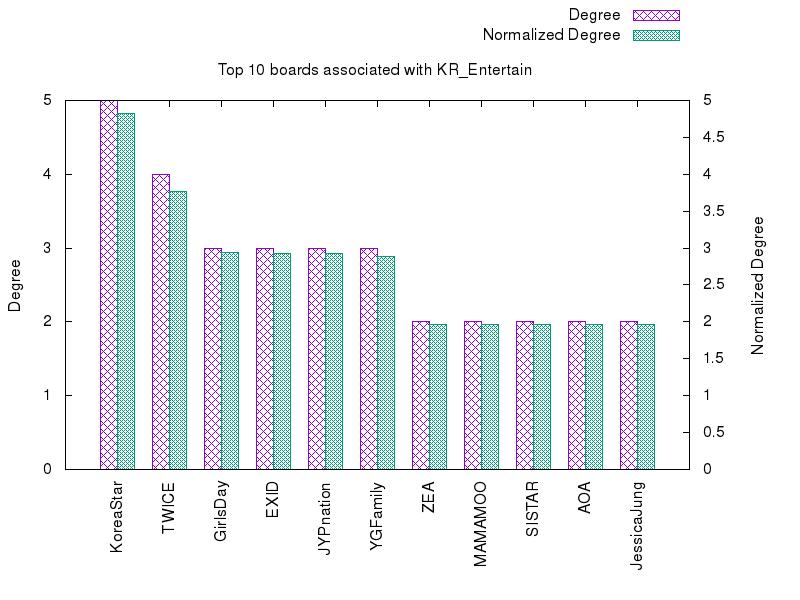 Degree
Normalized Degree
Top 10 boards associated with KR_Entertain
5
4
3
2
1
0
Degree
5
4.5
4
3.5
3
2.5
2
1.5
1
0.5
0
Normalized Degree
KoreaStar
TWICE
GirlsDay
EXID
JYPnation
YGFamily
ZEA
MAMAMOO
SISTAR
AOA
JessicaJung